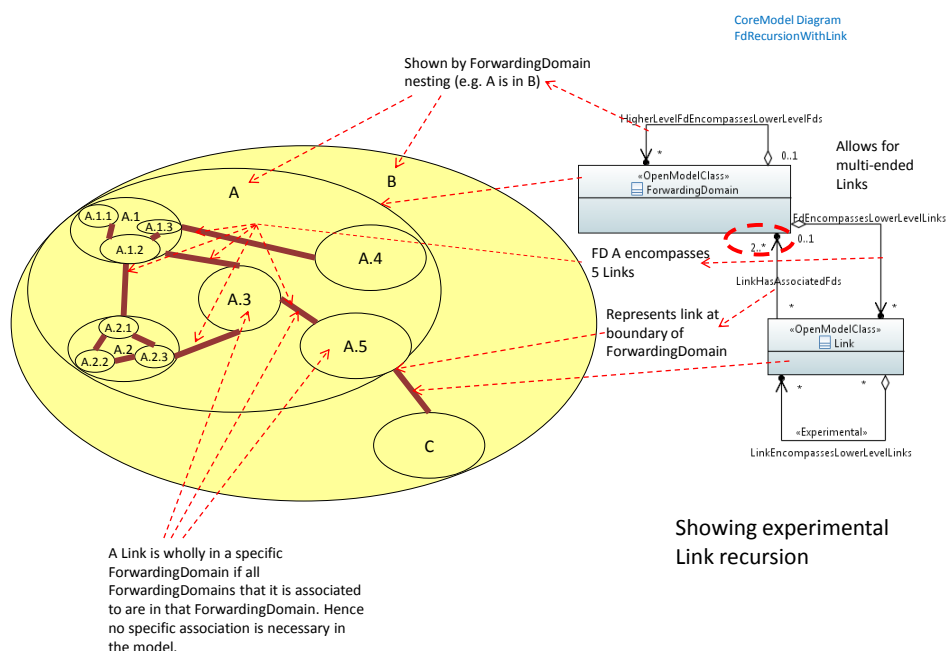 CoreModel Diagram
FdRecursionWithLink
Shown by ForwardingDomain
nesting (e.g. A is in B)
HigherLevelFdEncompassesLowerLevelFds
*
0..1
Allows for
multi-ended
Links
«OpenModelClass»
ForwardingDomain
A
B
A.1.1
A.1
A.1.3
A.1.2
A.4
FdEncompassesLowerLevelLinks
2..*
0..1
FD A encompasses
5 Links
LinkHasAssociatedFds
A.3
*
*
Represents link at
boundary of
ForwardingDomain
«OpenModelClass»
Link
A.2.1
A.2
A.2.2
A.2.3
A.5
*
*
«Experimental»
LinkEncompassesLowerLevelLinks
C
Showing experimental
Link recursion
A Link is wholly in a specific
ForwardingDomain if all
ForwardingDomains that it is associated
to are in that ForwardingDomain. Hence
no specific association is necessary in
the model.